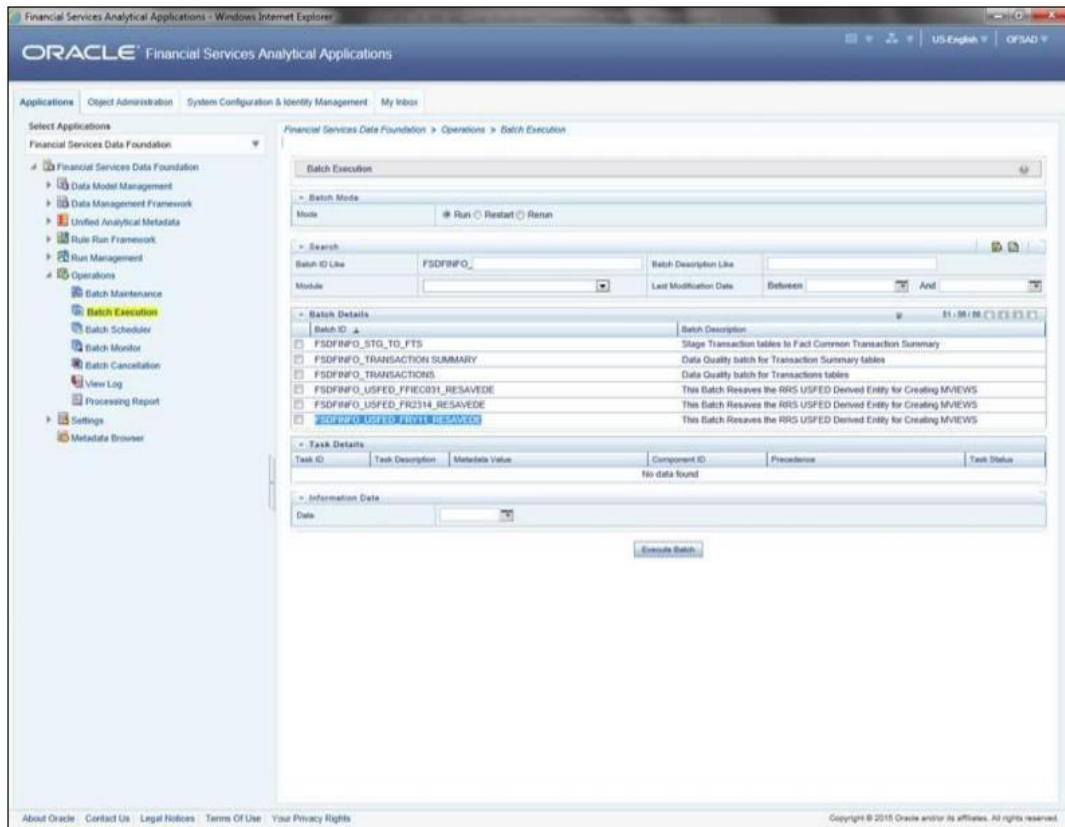 Financial Services Analytical Applications - Windows Internet Explorer
ORACLE Financial Services Analytical Applications
US-English
OFSAD
Applications
Object Administration
System Configuration & Identity Management
My Inbox
Select Applications
Financial Services Data Foundation
Financial Services Data Foundation
Data Model Management
Data Management Framework
Unified Analytical Metadata
Rule Run Framework
Run Management
Operations
Batch Maintenance
Batch Execution
Batch Scheduler
Batch Monitor
Batch Cancellation
View Log
Processing Report
Settings
Metadata Browser
Financial Services Data Foundation > Operations > Batch Execution
Batch Execution
Batch Mode
Mode Run Restart Rerun
Search
Batch ID Like FSDFINFO_ Batch Description Like
Module Last Modification Date Between And
Batch Details
Batch ID Batch Description
FSDFINFO_STG_TO_FTS Stage Transaction tables to Fact Common Transaction Summary
FSDFINFO_TRANSACTION SUMMARY Data Quality batch for Transaction Summary tables
FSDFINFO_TRANSACTIONS Data Quality batch for Transactions tables
FSDFINFO_USFED_FFIEC031_RESAVEDE This Batch Resaves the RRS USFED Derived Entity for Creating MVIEWS
FSDFINFO_USFED_FR2314_RESAVEDE This Batch Resaves the RRS USFED Derived Entity for Creating MVIEWS
FSDFINFO_USFED_FRY11_RESAVEDE This Batch Resaves the RRS USFED Derived Entity for Creating MVIEWS
Task Details
Task ID Task Description Metadata Value Component ID Precedence Task Status
No data found
Information Date
Date
Execute Batch
About Oracle Contact Us Legal Notices Terms Of Use Your Privacy Rights
Copyright © 2015 Oracle and/or its affiliates. All rights reserved.